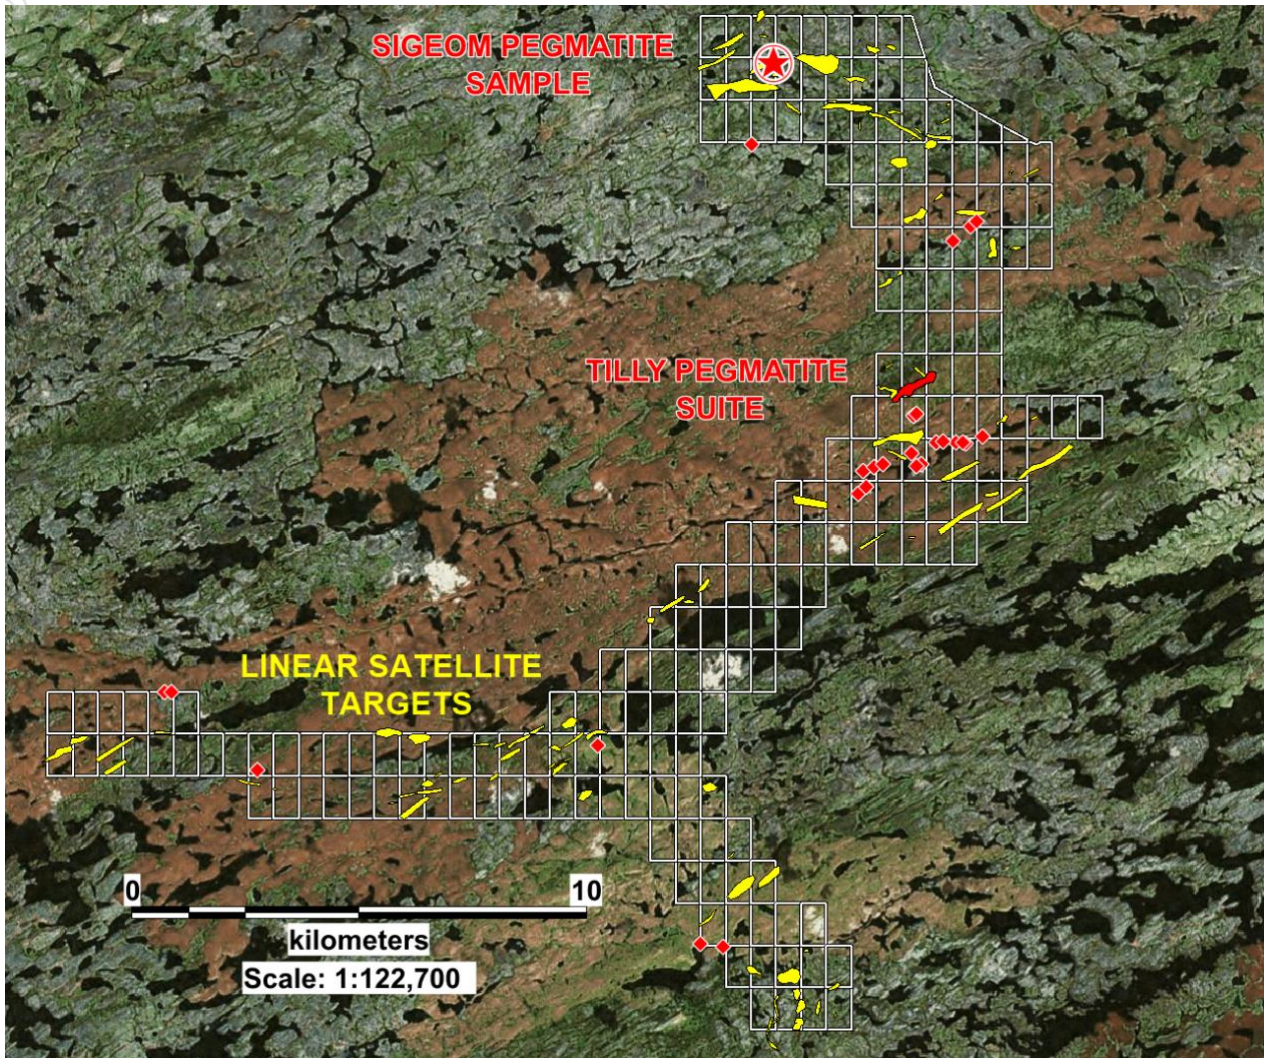 SIGEOM PEGMATITE
SAMPLE
TILLY PEGMATITE
SUITE
LINEAR SATELLITE
TARGETS
0 10
kilometers
Scale: 1:122,700